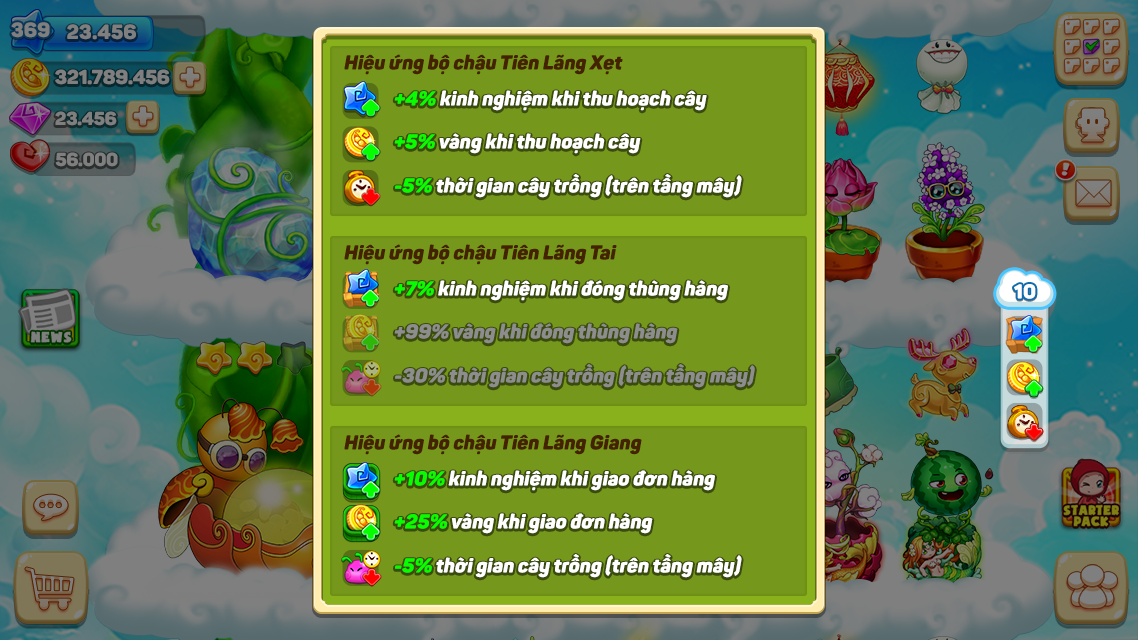 369
23.456
321.789.456
23.456
56.000
Hiệu ứng bộ chậu Tiên Lãng Xẹt
+4% kinh nghiệm khi thu hoạch cây
+5% vàng khi thu hoạch cây
-5% thời gian cây trồng (trên tầng mây)
Hiệu ứng bộ chậu Tiên Lãng Tai
+7% kinh nghiệm khi đóng thùng hàng
+99% vàng khi đóng thùng hàng
-30% thời gian cây trồng (trên tầng mây)
Hiệu ứng bộ chậu Tiên Lãng Giang
+10% kinh nghiệm khi giao đơn hàng
+25% vàng khi giao đơn hàng
-5% thời gian cây trồng (trên tầng mây)
NEWS
10
STARTER
PACK